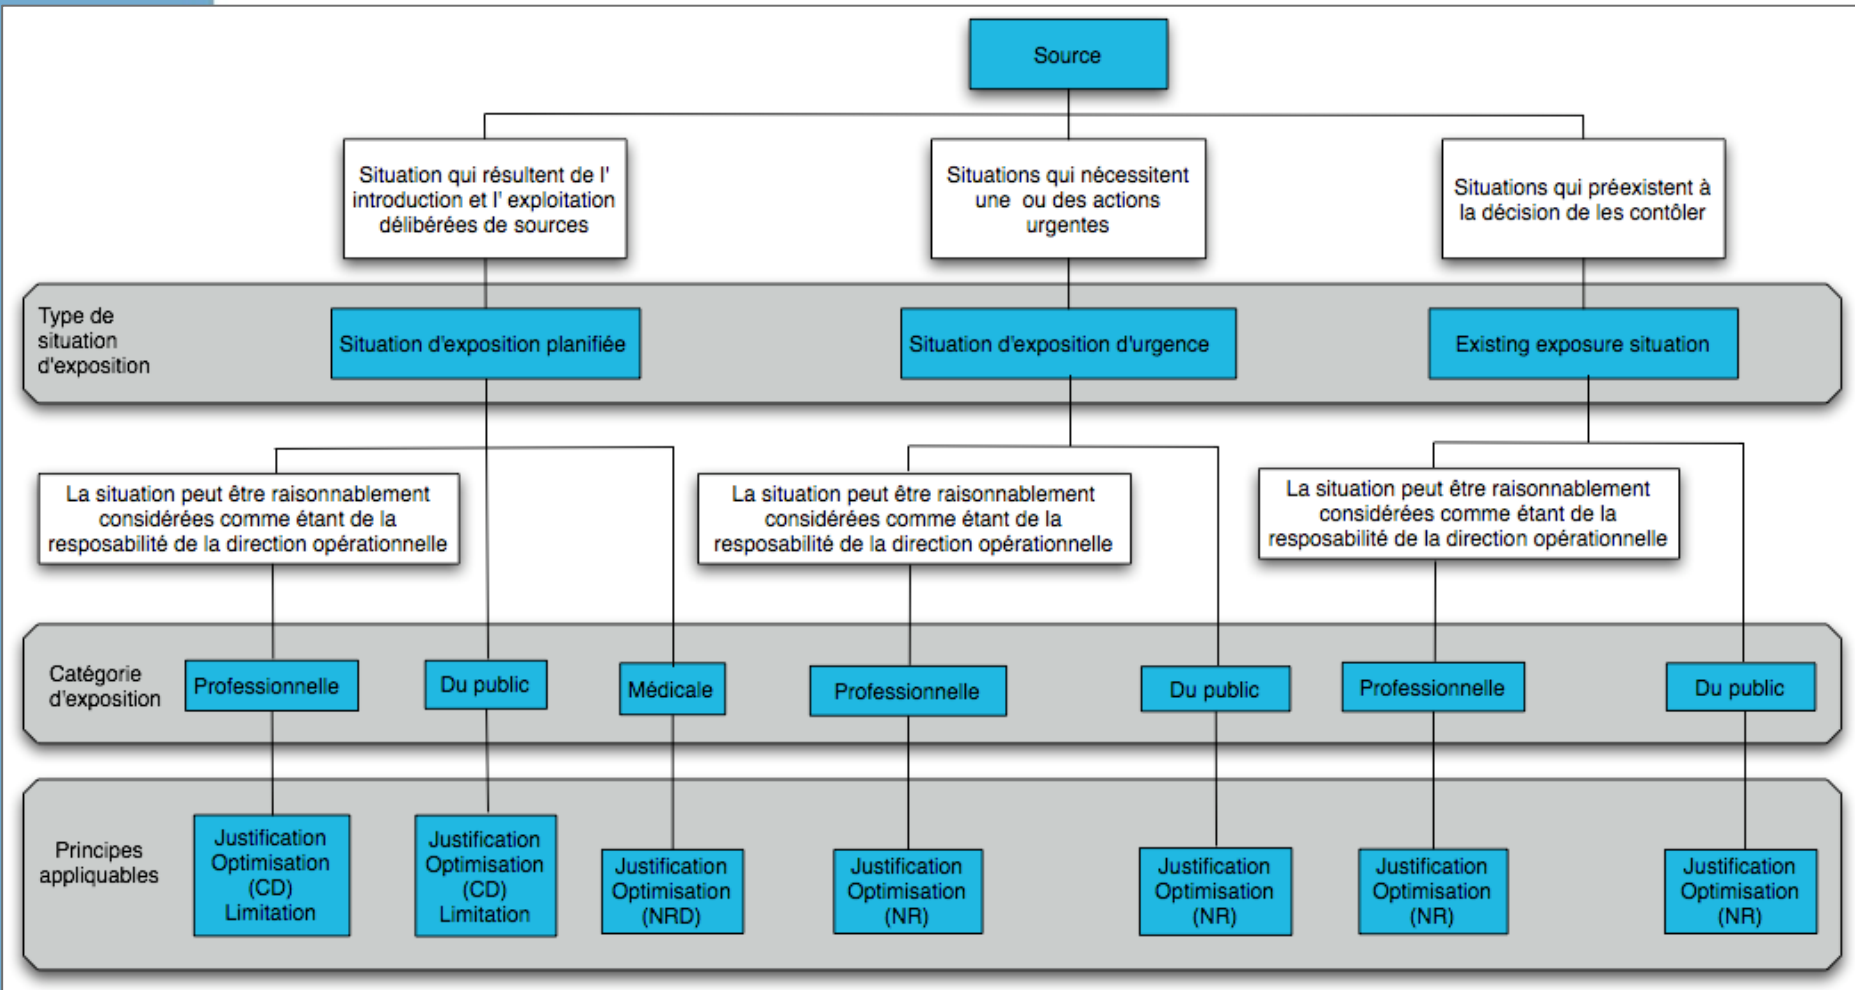 Source
Situation qui résultent de l'
introduction et l' exploitation
délibérées de sources
Situations qui nécessitent
une ou des actions
urgentes
Situations qui préexistent à
la décision de les contôler
Type de
situation
d'exposition
Situation d'exposition planifiée
Situation d'exposition d'urgence
Existing exposure situation
La situation peut être raisonnablement
considérées comme étant de la
resposabilité de la direction opérationnelle
La situation peut être raisonnablement
considérées comme étant de la
resposabilité de la direction opérationnelle
La situation peut être raisonnablement
considérées comme étant de la
resposabilité de la direction opérationnelle
Catégorie
d'exposition
Professionnelle
Du public
Médicale
Professionnelle
Du public
Professionnelle
Du public
Principes
appliquables
Justification
Optimisation
(CD)
Limitation
Justification
Optimisation
(CD)
Limitation
Justification
Optimisation
(NRD)
Justification
Optimisation
(NR)
Justification
Optimisation
(NR)
Justification
Optimisation
(NR)
Justification
Optimisation
(NR)